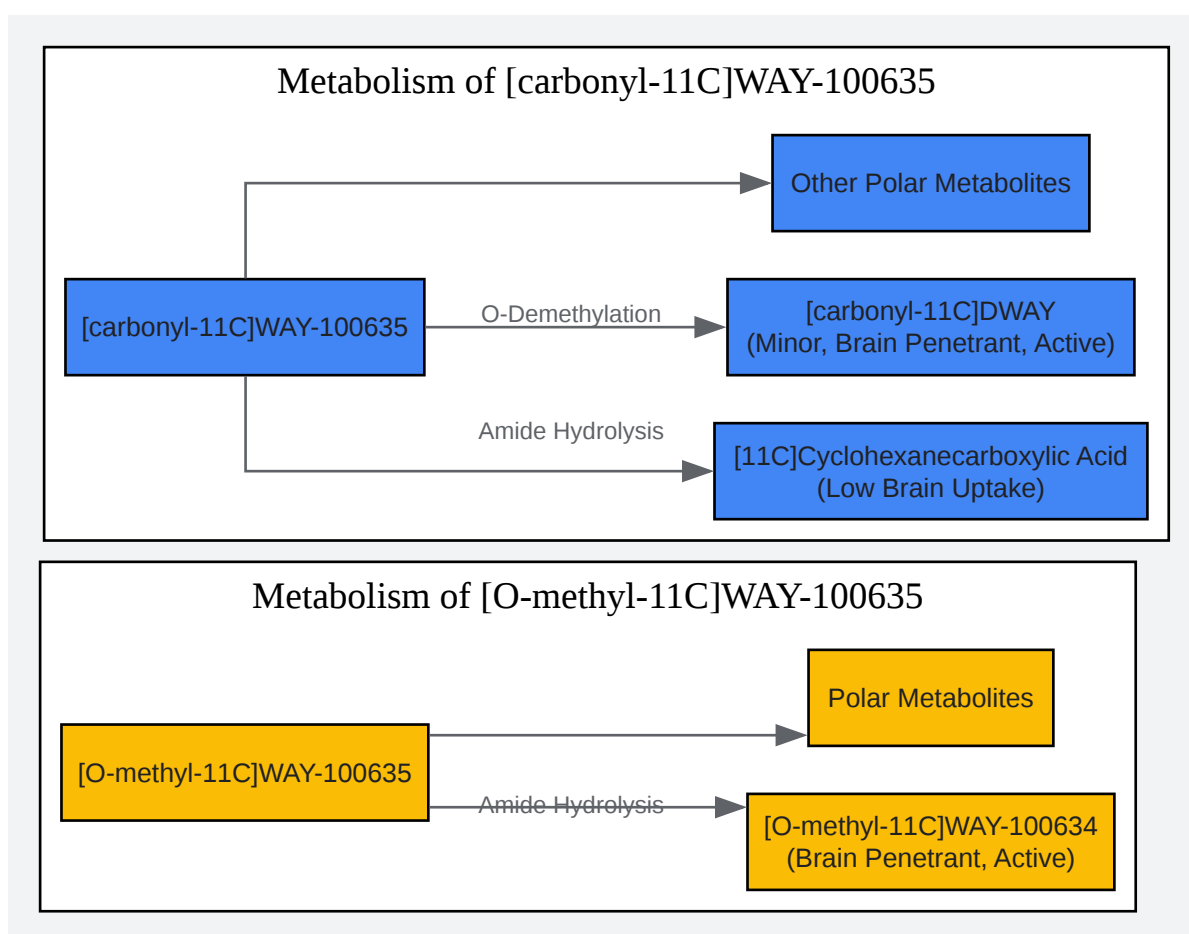 Metabolism of [carbonyl-11C]WAY-100635
Other Polar Metabolites
[carbonyl-11C]WAY-100635
O-Demethylation
[carbonyl-11C]DWAY
(Minor, Brain Penetrant, Active)
Amide Hydrolysis
[11C]Cyclohexanecarboxylic Acid
(Low Brain Uptake)
Metabolism of [O-methyl-11C]WAY-100635
Polar Metabolites
[O-methyl-11C]WAY-100635
Amide Hydrolysis
[O-methyl-11C]WAY-100634
(Brain Penetrant, Active)